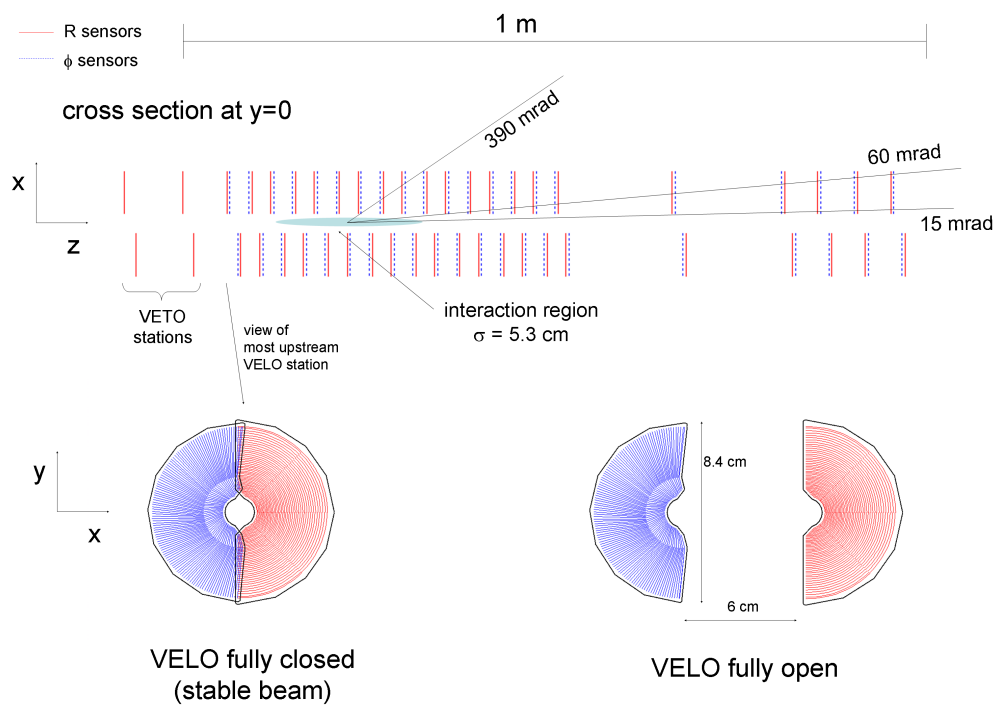 1 m
R sensors
ϕ sensors
cross section at y=0
390 mrad
60 mrad
15 mrad
x
z
VETO
stations
interaction region
σ = 5.3 cm
view of
most upstream
VELO station
y
x
8.4 cm
6 cm
VELO fully closed
(stable beam)
VELO fully open